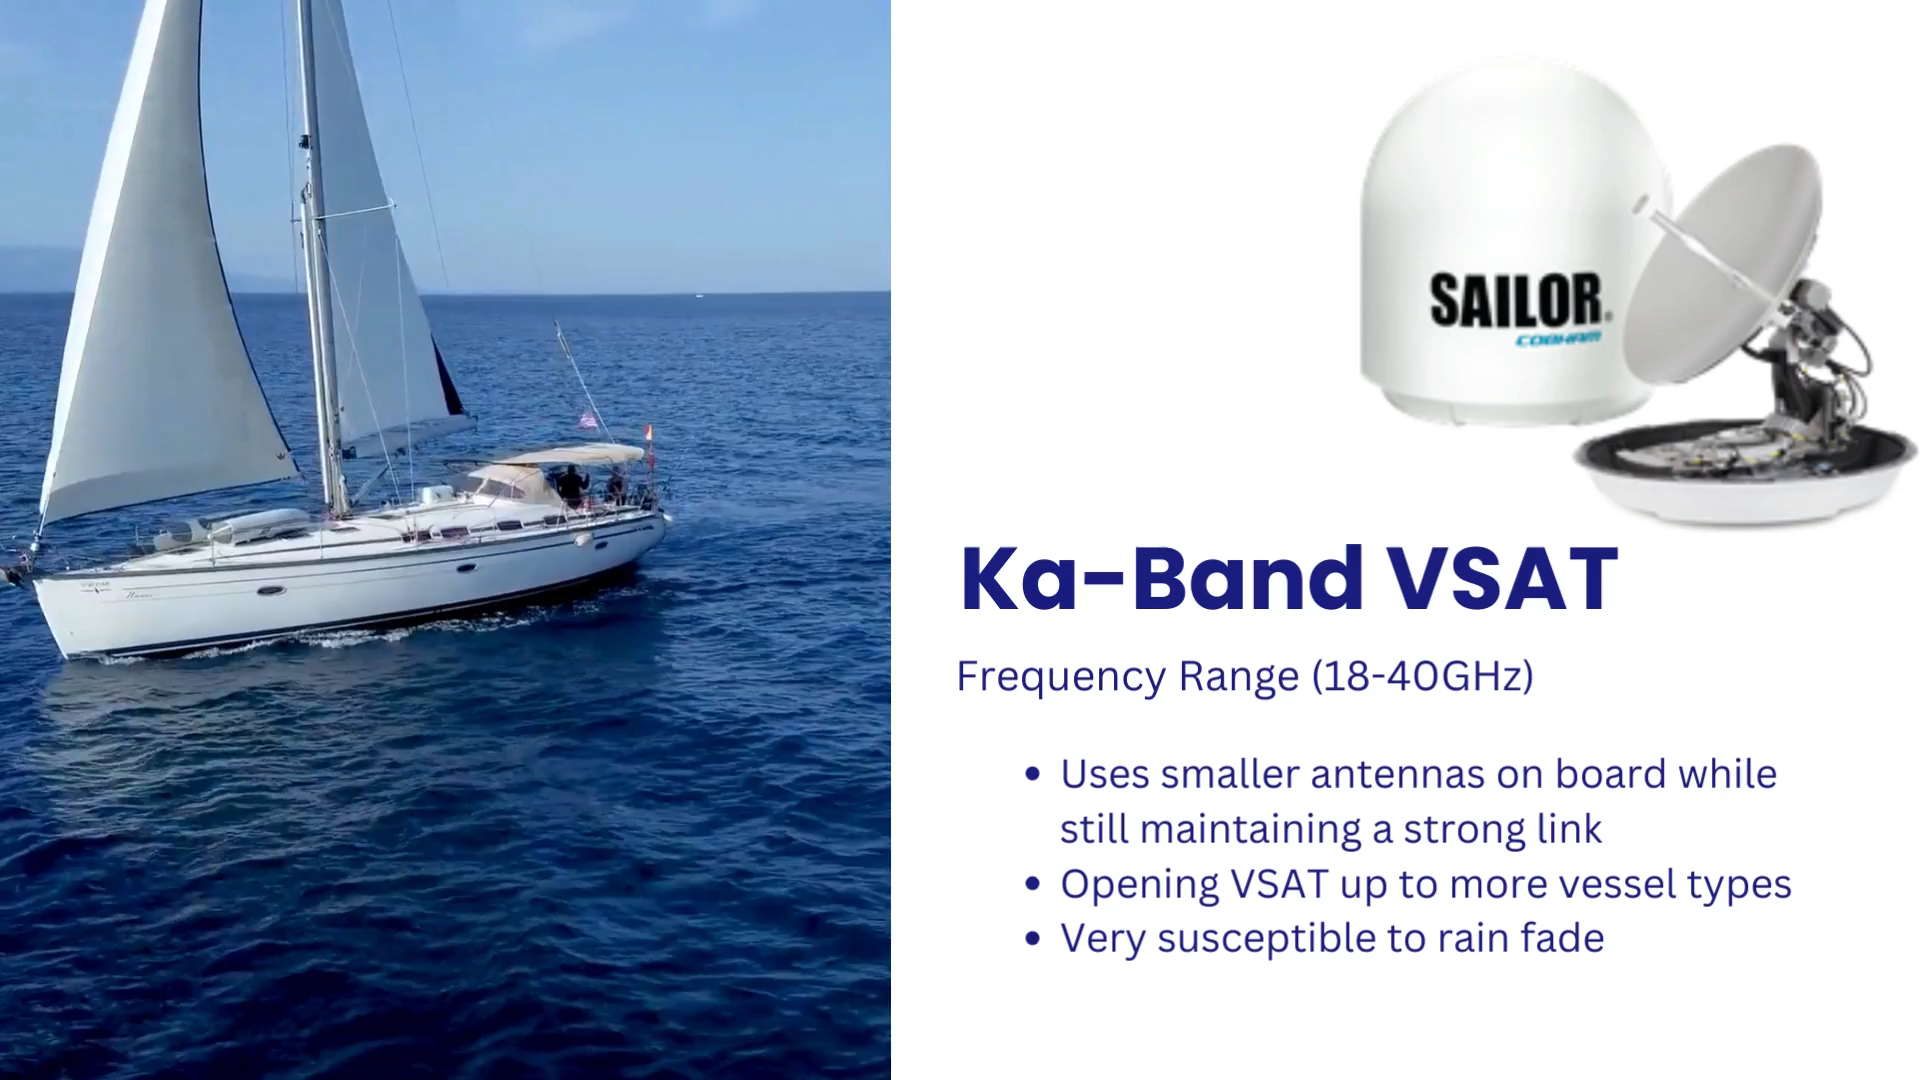 SAILOR®
COBHAM
Ka-Band VSAT
Frequency Range (18-40GHz)
• Uses smaller antennas on board while
still maintaining a strong link
• Opening VSAT up to more vessel types
• Very susceptible to rain fade